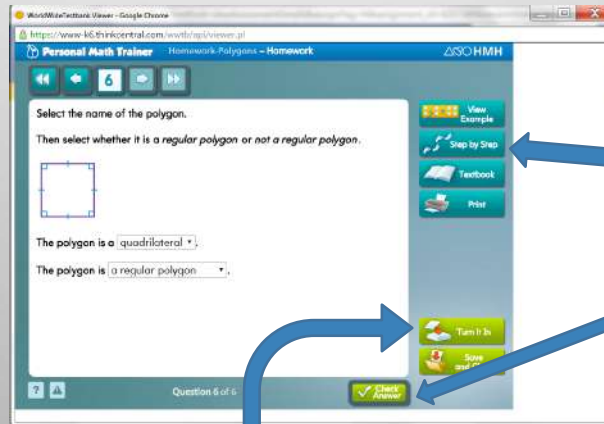 WorldWideTestbank Viewer - Google Chrome
https://www-k6.thinkcentral.com/wwtb/api/viewer.pl
Personal Math Trainer Homework-Polygons – Homework HMH
6
Select the name of the polygon.
Then select whether it is a regular polygon or not a regular polygon.
The polygon is a quadrilateral .
The polygon is a regular polygon .
View Example
Step by Step
Textbook
Print
Turn It In
Save and
? Question 6 of 6
Check Answer